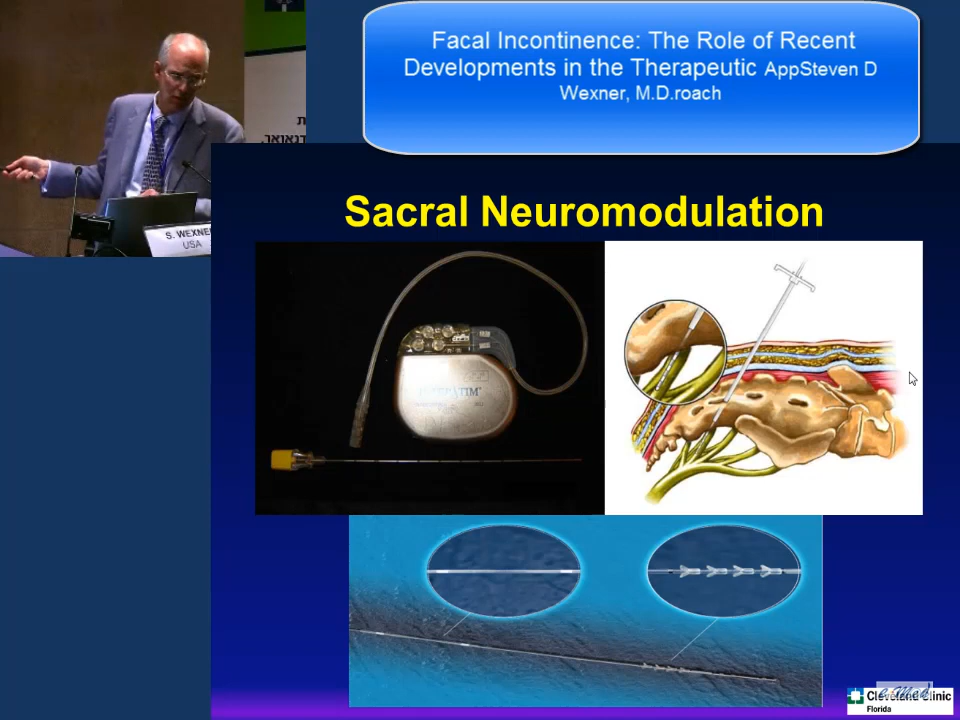 Facal Incontinence: The Role of Recent
Developments in the Therapeutic AppSteven D
Wexner, M.D.roach
S. WEXNER
USA
Sacral Neuromodulation
Cleveland Clinic
Florida
e-Med